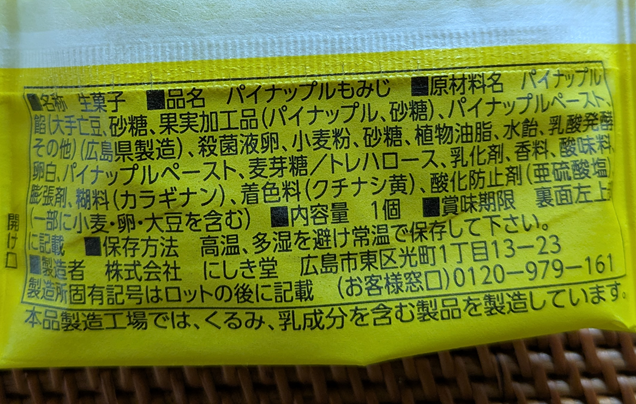 ■名称 生菓子 ■品名 パイナップルもみじ ■原材料名 パイナップル
餡(大手亡豆、砂糖、果実加工品(パイナップル、砂糖)、パイナップルペースト、
その他)(広島県製造)、殺菌液卵、小麦粉、砂糖、植物油脂、水飴、乳酸発酵
卵白、パイナップルペースト、麦芽糖/トレハロース、乳化剤、香料、酸味料、
膨張剤、糊料(カラギナン)、着色料(クチナシ黄)、酸化防止剤(亜硫酸塩)
(一部に小麦・卵・大豆を含む) ■内容量 1個 ■賞味期限 裏面左上
に記載 ■保存方法 高温、多湿を避け常温で保存して下さい。
■製造者 株式会社 にしき堂 広島市東区光町1丁目13−23
製造所固有記号はロットの後に記載 (お客様窓口)0120−979−161
本品製造工場では、くるみ、乳成分を含む製品を製造しています。
開け口